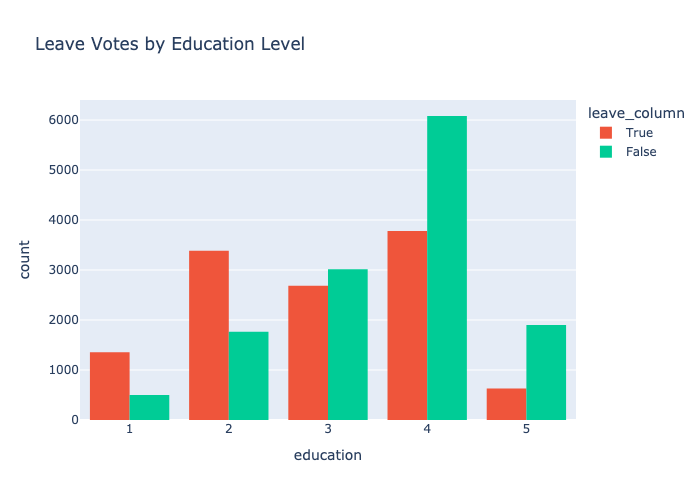 Leave Votes by Education Level
leave_column
True
False
6000
5000
4000
3000
2000
1000
0
count
1 2 3 4 5
education